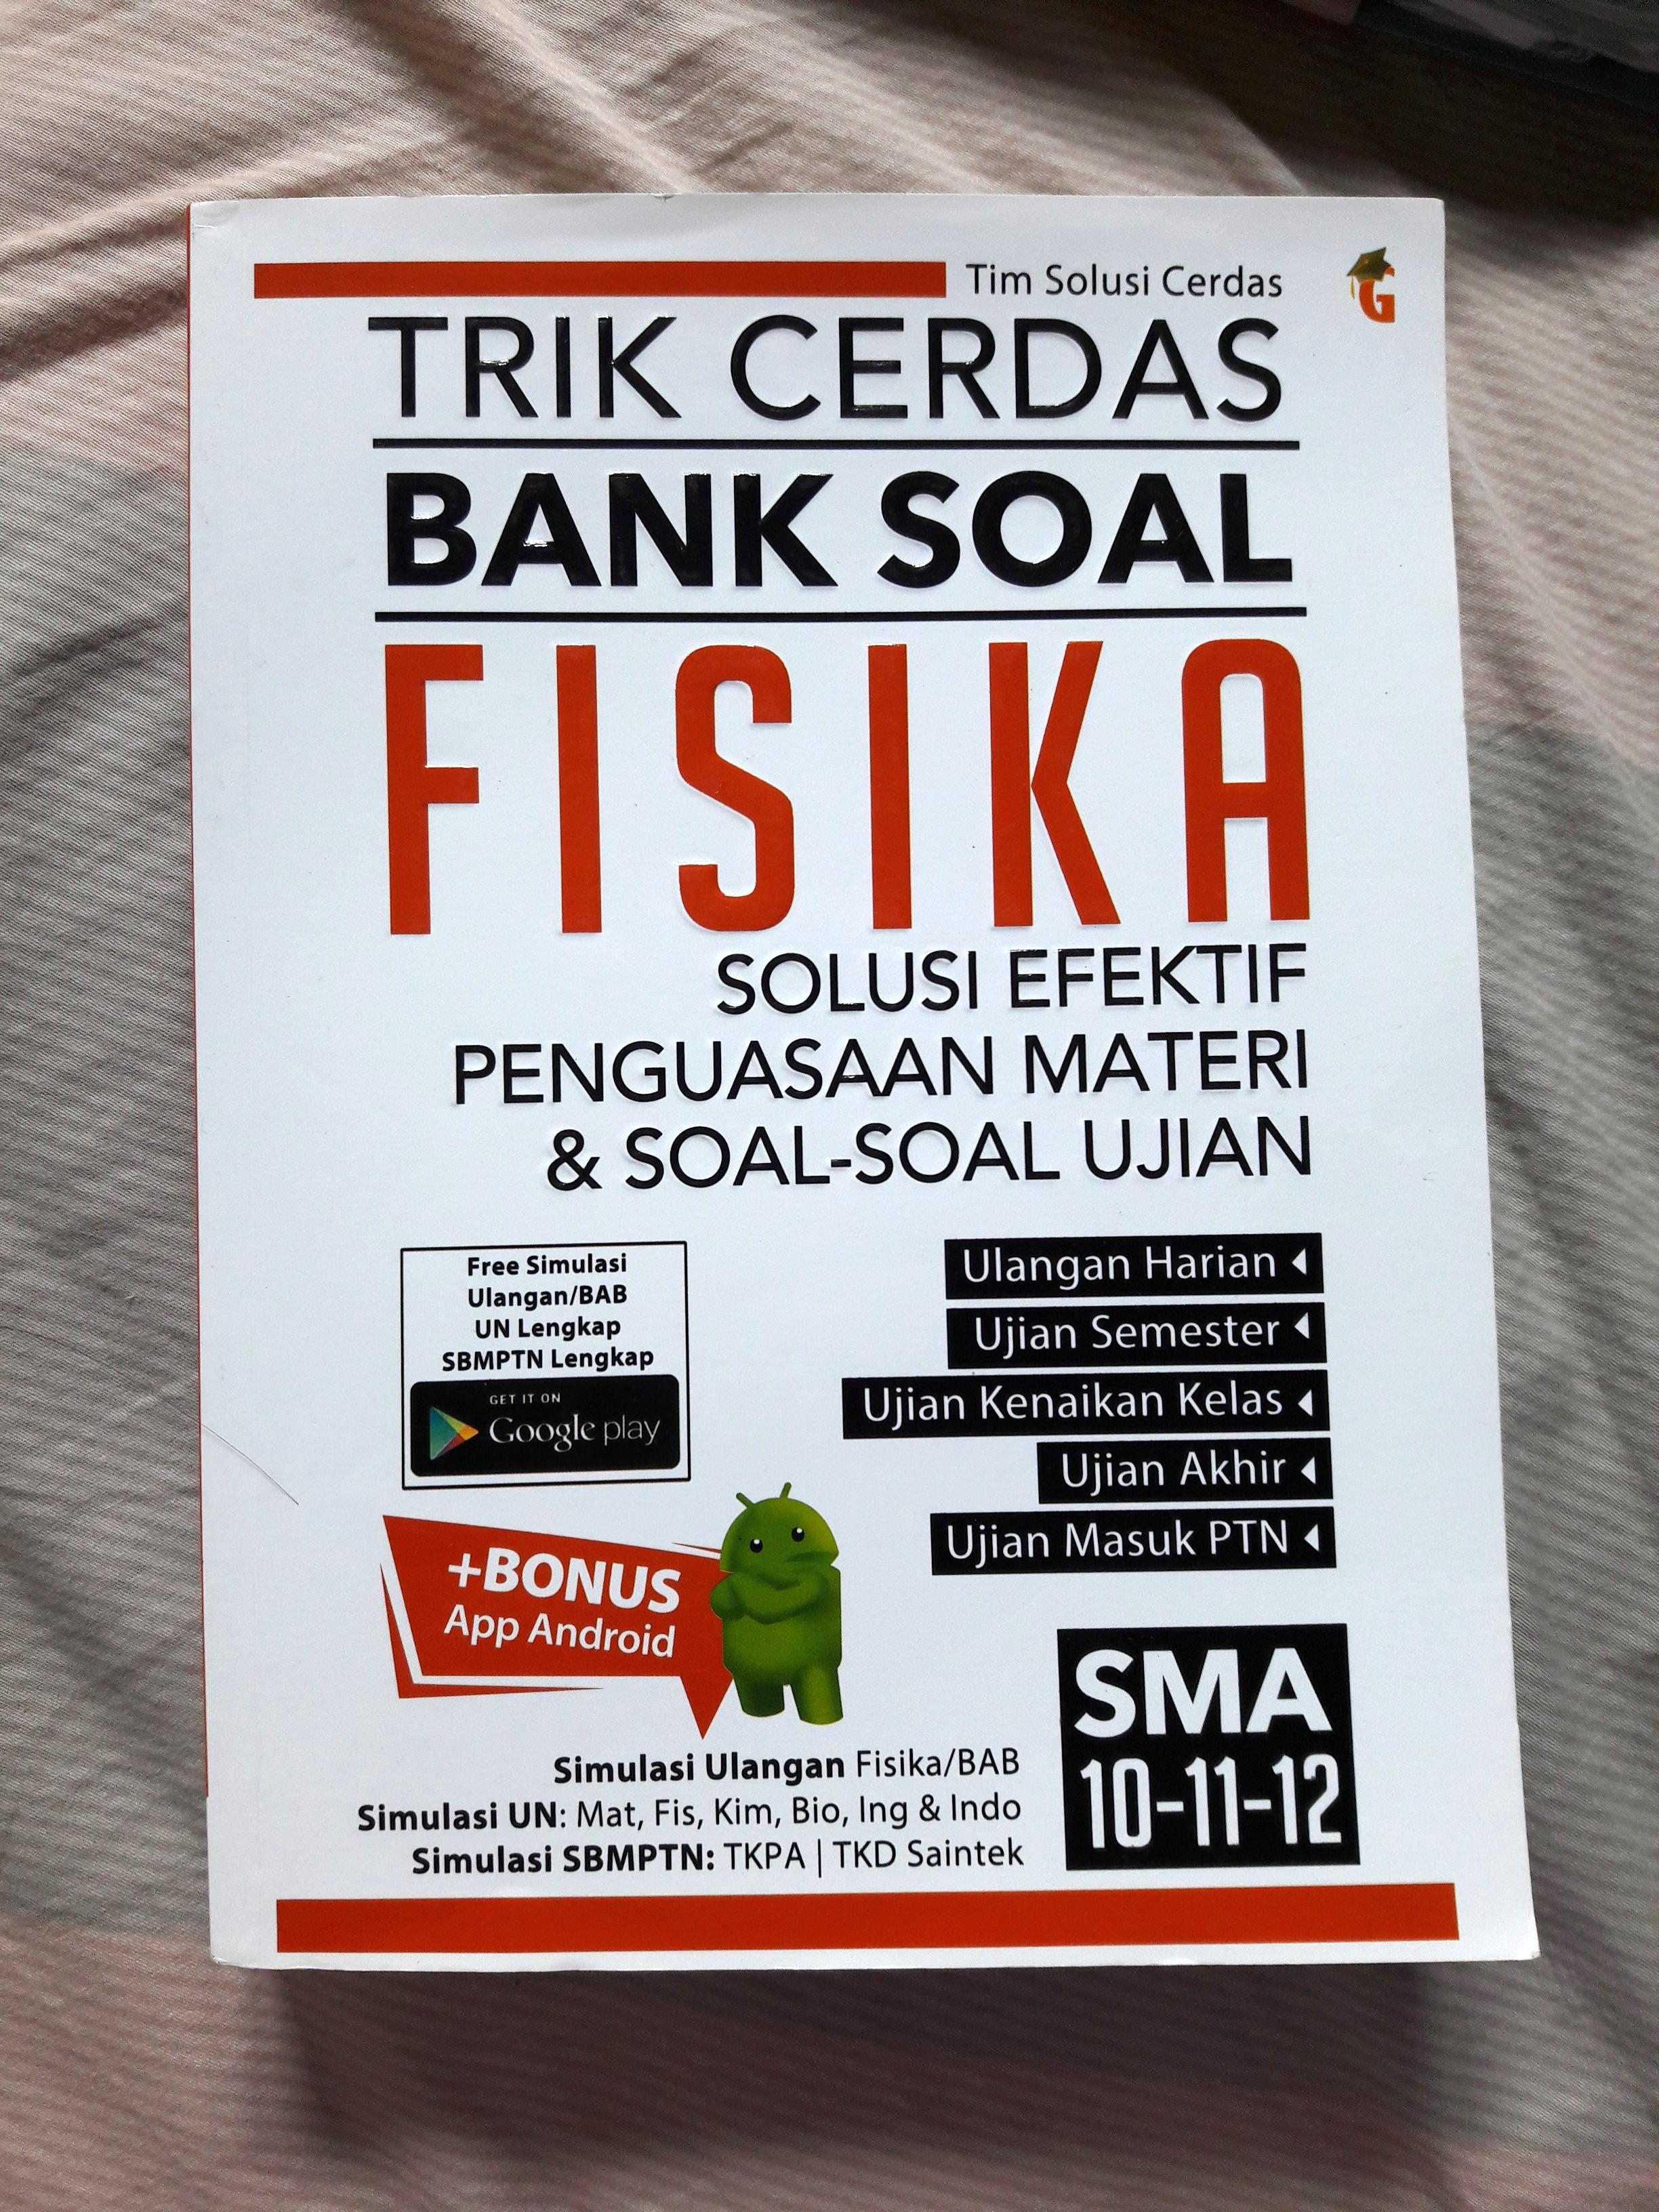 Tim Solusi Cerdas
G
TRIK CERDAS
BANK SOAL
FISIKA
SOLUSI EFEKTIF
PENGUASAAN MATERI
& SOAL-SOAL UJIAN
Free Simulasi
Ulangan/BAB
UN Lengkap
SBMPTN Lengkap
GET IT ON
Google play
Ulangan Harian
Ujian Semester
Ujian Kenaikan Kelas
Ujian Akhir
Ujian Masuk PTN
+BONUS
App Android
Simulasi Ulangan Fisika/BAB
Simulasi UN: Mat, Fis, Kim, Bio, Ing & Indo
Simulasi SBMPTN: TKPA | TKD Saintek
SMA
10-11-12